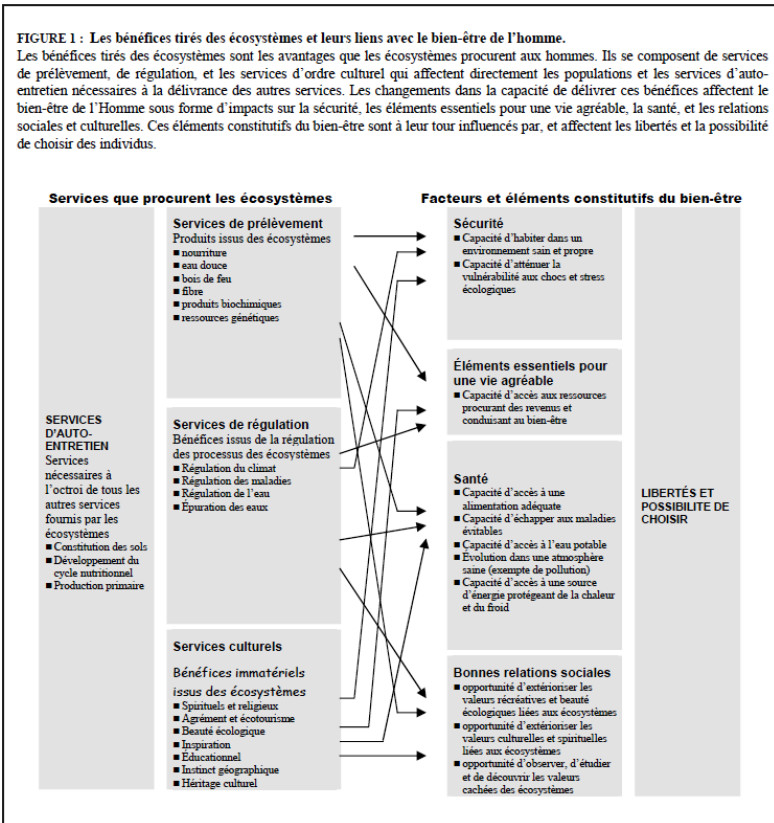 FIGURE 1 : Les bénéfices tirés des écosystèmes et leurs liens avec le bien-être de l'homme.
Les bénéfices tirés des écosystèmes sont les avantages que les écosystèmes procurent aux hommes. Ils se composent de services
de prélèvement, de régulation, et les services d'ordre culturel qui affectent directement les populations et les services d'auto-
entretien nécessaires à la délivrance des autres services. Les changements dans la capacité de délivrer ces bénéfices affectent le
bien-être de l'Homme sous forme d'impacts sur la sécurité, les éléments essentiels pour une vie agréable, la santé, et les relations
sociales et culturelles. Ces éléments constitutifs du bien-être sont à leur tour influencés par, et affectent les libertés et la possibilité
de choisir des individus.
Services que procurent les écosystèmes
SERVICES
D'AUTO-
ENTRETIEN
Services
nécessaires à
l'octroi de tous les
autres services
fournis par les
écosystèmes
■ Constitution des sols
■ Développement du
cycle nutritionnel
■ Production primaire
Services de prélèvement
Produits issus des écosystèmes
■ nourriture
■ eau douce
■ bois de feu
■ fibre
■ produits biochimiques
■ ressources génétiques
Services de régulation
Bénéfices issus de la régulation
des processus des écosystèmes
■ Régulation du climat
■ Régulation des maladies
■ Régulation de l'eau
■ Épuration des eaux
Services culturels
Bénéfices immatériels
issus des écosystèmes
■ Spirituels et religieux
■ Agrément et écotourisme
■ Beauté écologique
■ Inspiration
■ Éducationnel
■ Instinct géographique
■ Héritage culturel
Facteurs et éléments constitutifs du bien-être
Sécurité
■ Capacité d'habiter dans un
environnement sain et propre
■ Capacité d'atténuer la
vulnérabilité aux chocs et stress
écologiques
Éléments essentiels pour
une vie agréable
■ Capacité d'accès aux ressources
procurant des revenus et
conduisant au bien-être
Santé
■ Capacité d'accès à une
alimentation adéquate
■ Capacité d'échapper aux maladies
évitables
■ Capacité d'accès à l'eau potable
■ Évolution dans une atmosphère
saine (exempte de pollution)
■ Capacité d'accès à une source
d'énergie protégeant de la chaleur
et du froid
Bonnes relations sociales
■ opportunité d'extérioriser les
valeurs récréatives et beauté
écologiques liées aux écosystèmes
■ opportunité d'extérioriser les
valeurs culturelles et spirituelles
liées aux écosystèmes
■ opportunité d'observer, d'étudier
et de découvrir les valeurs
cachées des écosystèmes
LIBERTÉS ET
POSSIBILITE DE
CHOISIR